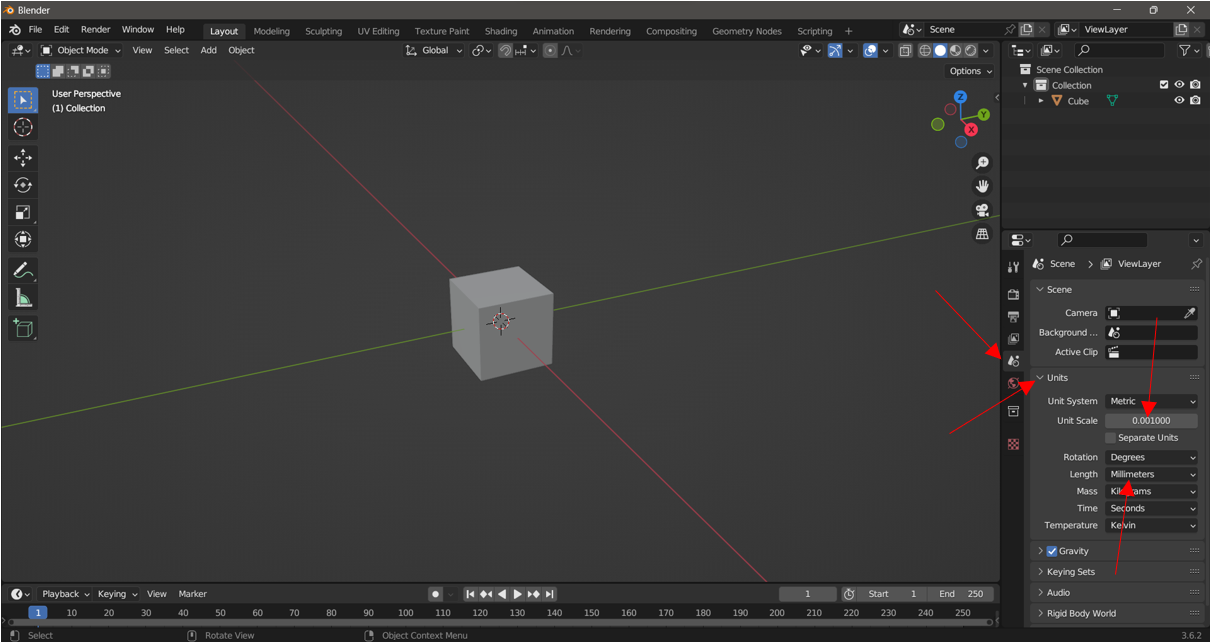 Blender
File Edit Render Window Help Layout Modeling Sculpting UV Editing Texture Paint Shading Animation Rendering Compositing Geometry Nodes Scripting + Scene ViewLayer
Object Mode View Select Add Object Global
Options
User Perspective
(1) Collection
Z
Y
X
Scene Collection
Collection
Cube
Scene > ViewLayer
Scene
Camera
Background ...
Active Clip
Units
Unit System Metric
Unit Scale 0.001000
Separate Units
Rotation Degrees
Length Millimeters
Mass Kilograms
Time Seconds
Temperature Kelvin
Gravity
Keying Sets
Audio
Rigid Body World
Playback Keying View Marker 1 Start 1 End 250
1 10 20 30 40 50 60 70 80 90 100 110 120 130 140 150 160 170 180 190 200 210 220 230 240 250
Select Rotate View Object Context Menu 3.6.2